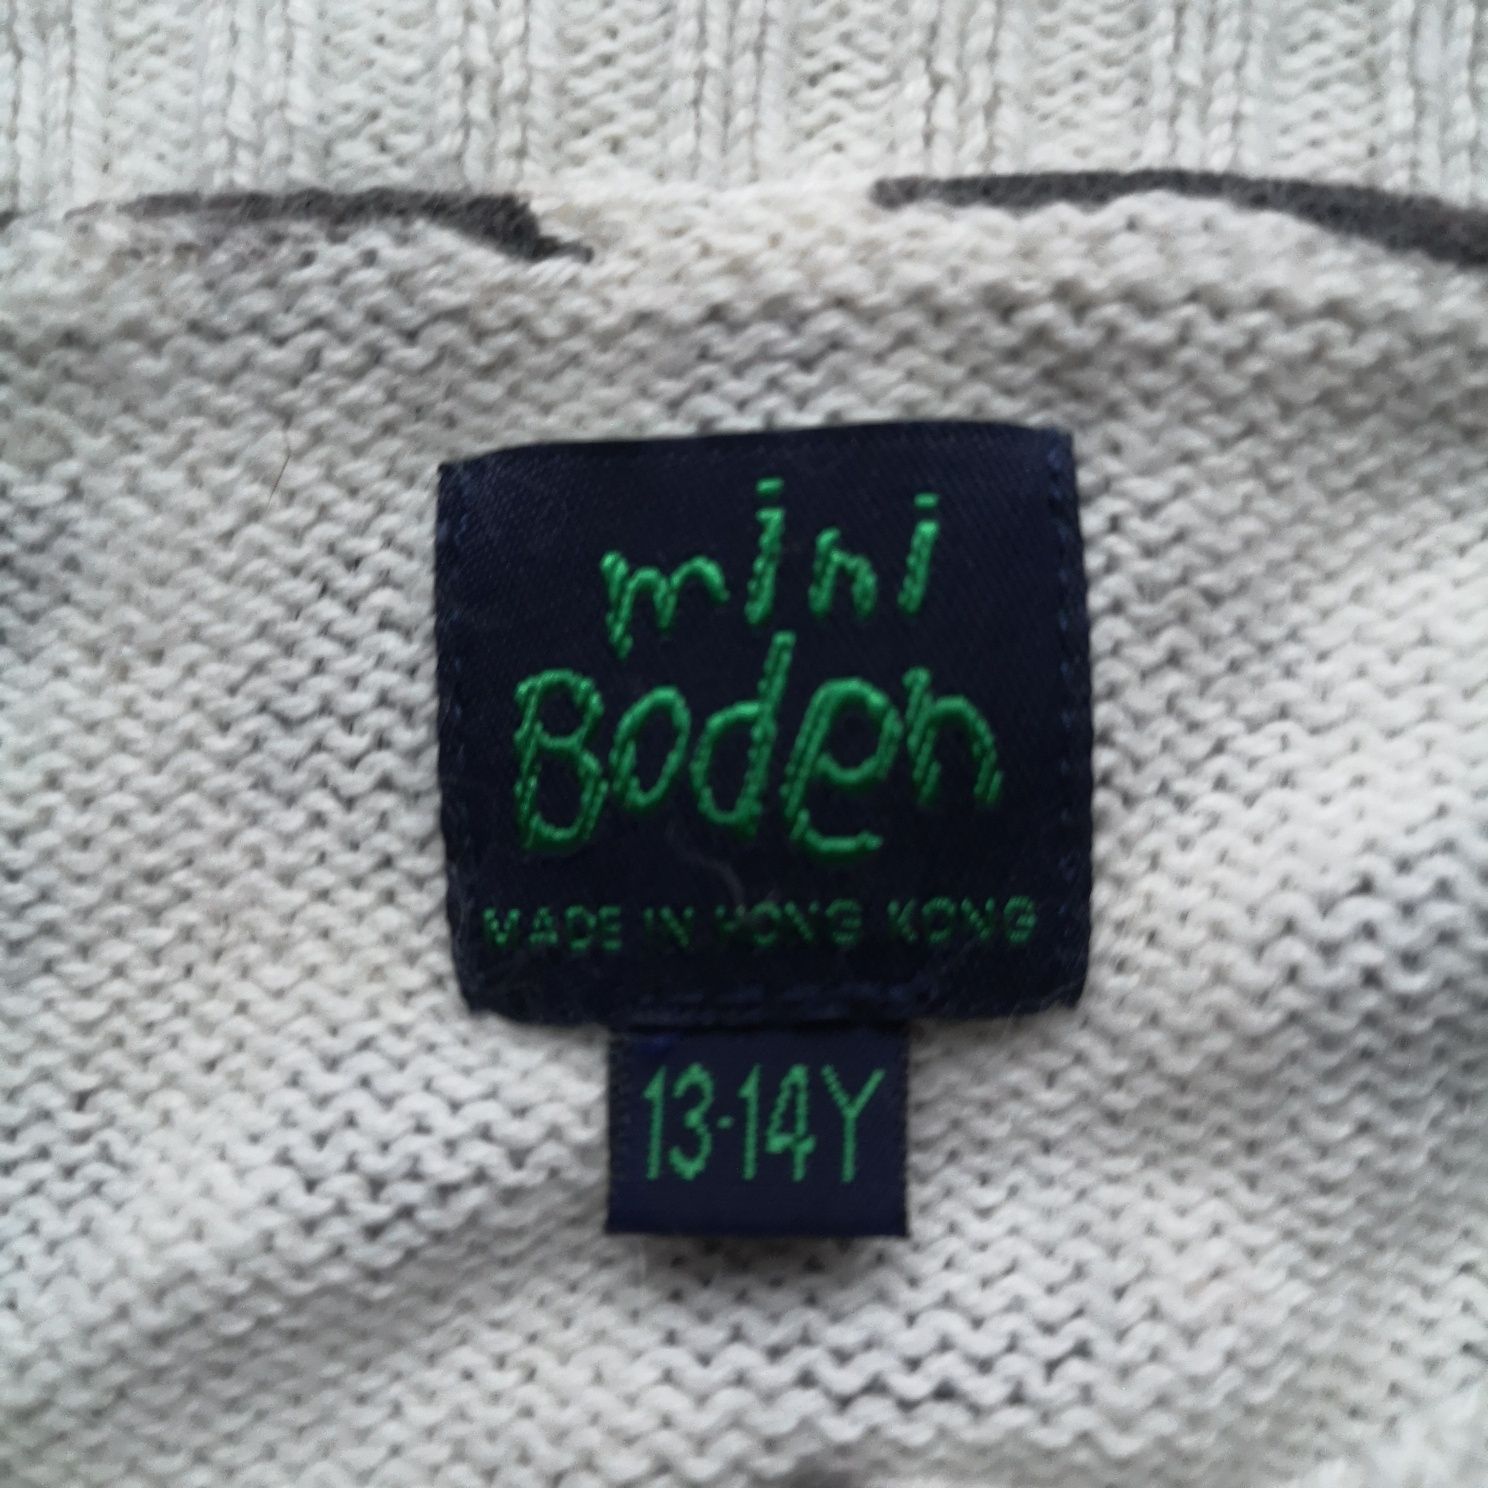 mini
Boden
MADE IN HONG KONG
13-14Y